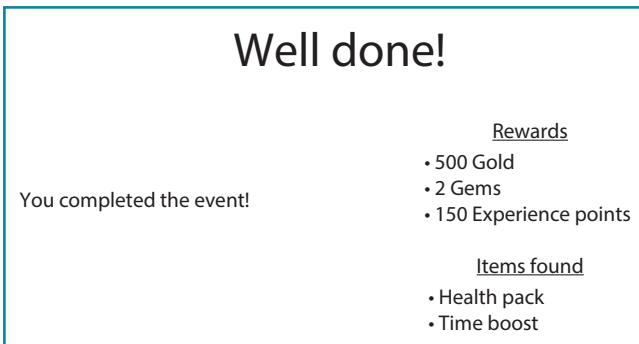 Well done!
You completed the event!
Rewards
• 500 Gold
• 2 Gems
• 150 Experience points
Items found
• Health pack
• Time boost